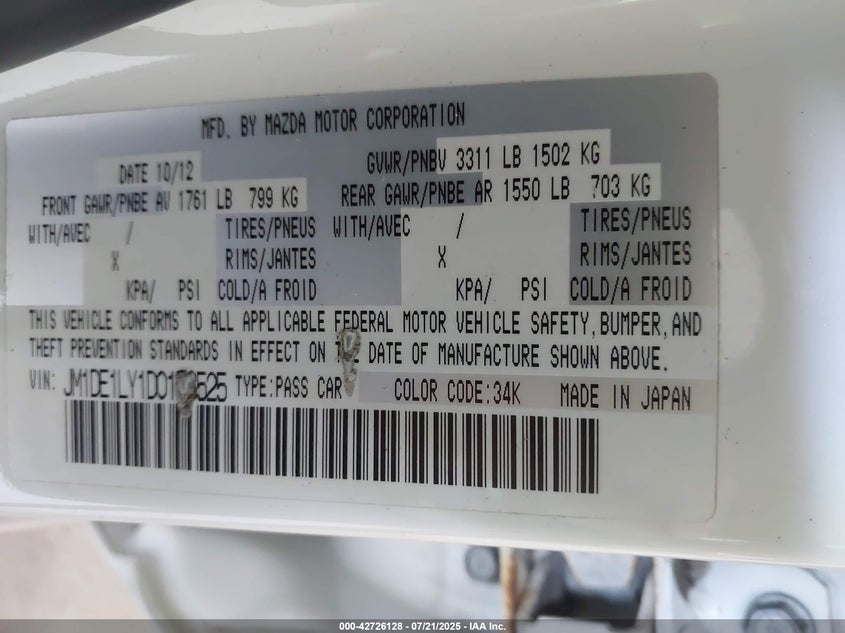 MFD. BY MAZDA MOTOR CORPORATION
DATE 10/12 GVWR/PNBV 3311 LB 1502 KG
FRONT GAWR/PNBE AV 1761 LB 799 KG REAR GAWR/PNBE AR 1550 LB 703 KG
WITH/AVEC / TIRES/PNEUS WITH/AVEC / TIRES/PNEUS
X RIMS/JANTES X RIMS/JANTES
KPA/ PSI COLD/A FROID KPA/ PSI COLD/A FROID
THIS VEHICLE CONFORMS TO ALL APPLICABLE FEDERAL MOTOR VEHICLE SAFETY, BUMPER, AND
THEFT PREVENTION STANDARDS IN EFFECT ON DATE OF MANUFACTURE SHOWN ABOVE.
VIN: TYPE:PASS CAR COLOR CODE:34K MADE IN JAPAN
000-42726128 - 07/21/2025 - IAA Inc.